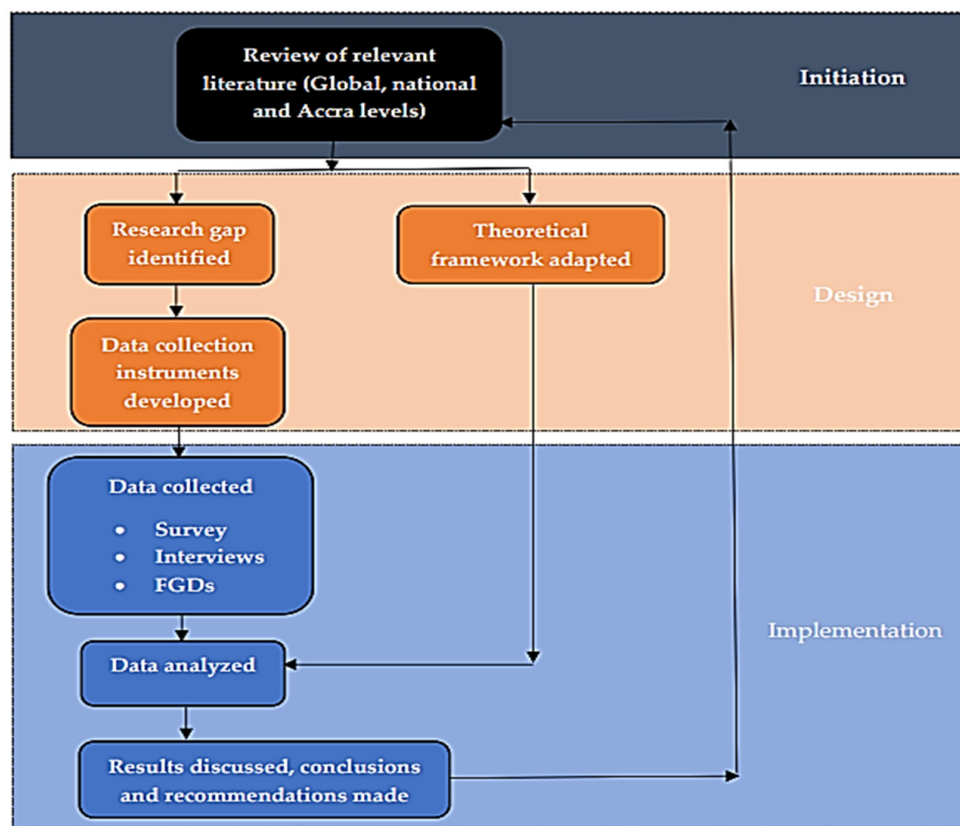 Review of relevant
literature (Global, national
and Accra levels)
Initiation
Research gap
identified
Theoretical
framework adapted
Design
Data collection
instruments
developed
Data collected
• Survey
• Interviews
• FGDs
Implementation
Data analyzed
Results discussed, conclusions
and recommendations made